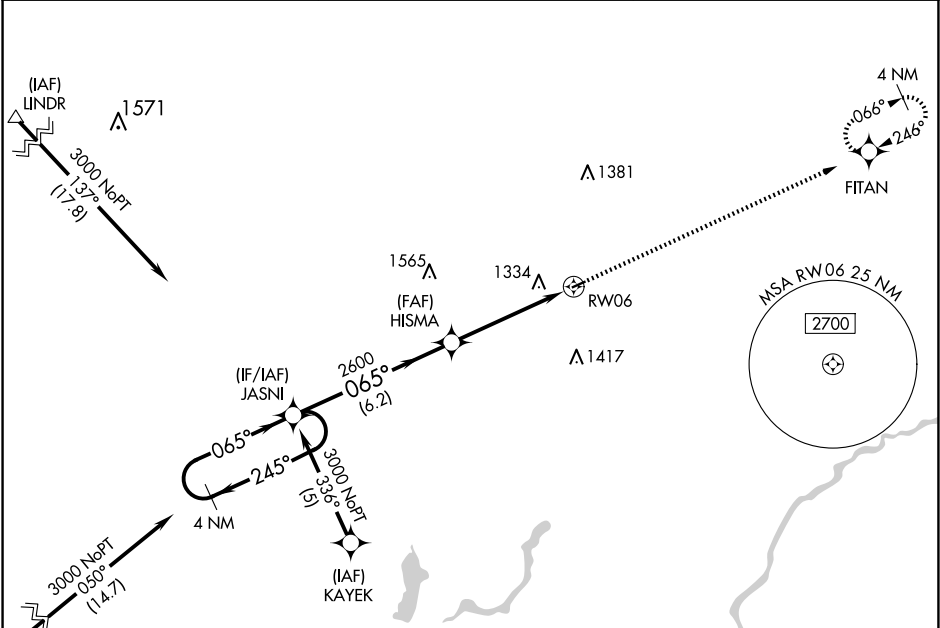 (IAF)
LINDR
1571
3000 NoPT
137°
(17.8)
4 NM
066°
246°
FITAN
1381
1565
1334
RW06
(FAF)
HISMA
1417
MSA RW06 25 NM
2700
(IF/IAF)
JASNI
2600
065°
(6.2)
065°
245°
4 NM
3000 NoPT
336°
(5)
(IAF)
KAYEK
3000 NoPT
050°
(14.7)